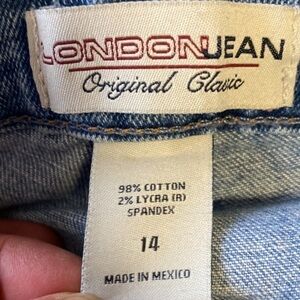 LONDONJEAN
Original Classic
98% COTTON
2% LYCRA (R)
SPANDEX
14
MADE IN MEXICO